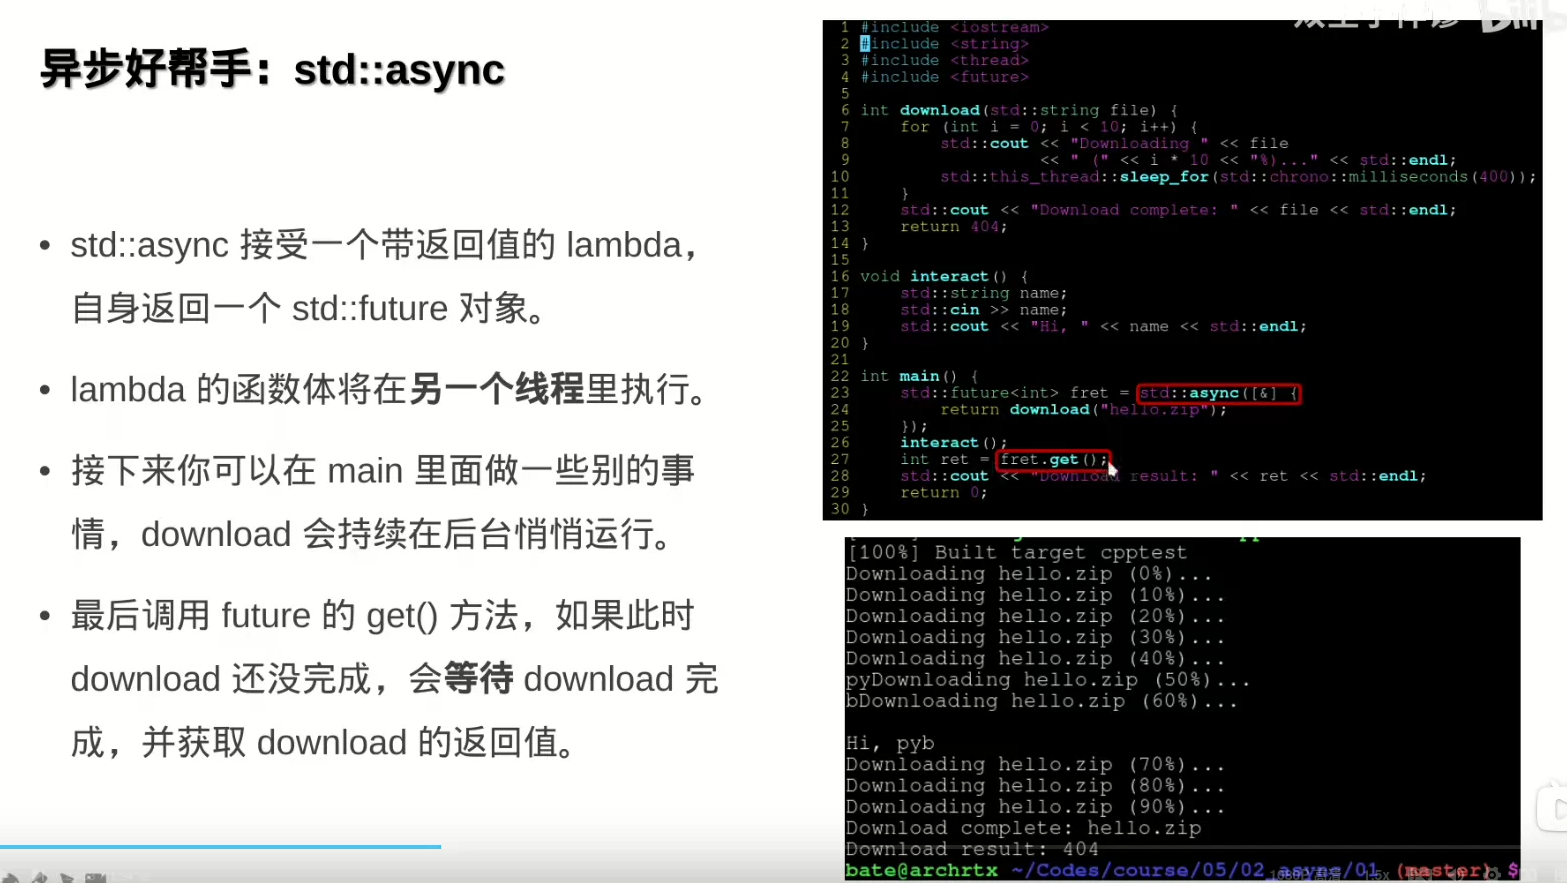 异步好帮手：std::async
• std::async 接受一个带返回值的 lambda，
自身返回一个 std::future 对象。
• lambda 的函数体将在另一个线程里执行。
• 接下来你可以在 main 里面做一些别的事
情，download 会持续在后台悄悄运行。
• 最后调用 future 的 get() 方法，如果此时
download 还没完成，会等待 download 完
成，并获取 download 的返回值。
1 #include <iostream>
2 #include <string>
3 #include <thread>
4 #include <future>
5
6 int download(std::string file) {
7     for (int i = 0; i < 10; i++) {
8         std::cout << "Downloading " << file
9                   << " (" << i * 10 << "%)..." << std::endl;
10         std::this_thread::sleep_for(std::chrono::milliseconds(400));
11     }
12     std::cout << "Download complete: " << file << std::endl;
13     return 404;
14 }
15
16 void interact() {
17     std::string name;
18     std::cin >> name;
19     std::cout << "Hi, " << name << std::endl;
20 }
21
22 int main() {
23     std::future<int> fret = std::async([&] {
24         return download("hello.zip");
25     });
26     interact();
27     int ret = fret.get();
28     std::cout << "Download result: " << ret << std::endl;
29     return 0;
30 }
[100%] Built target cpptest
Downloading hello.zip (0%)...
Downloading hello.zip (10%)...
Downloading hello.zip (20%)...
Downloading hello.zip (30%)...
Downloading hello.zip (40%)...
pyDownloading hello.zip (50%)...
bDownloading hello.zip (60%)...
Hi, pyb
Downloading hello.zip (70%)...
Downloading hello.zip (80%)...
Downloading hello.zip (90%)...
Download complete: hello.zip
Download result: 404
bate@archrtx ~/Codes/course/05/02_async/01 (master) $
1.5x